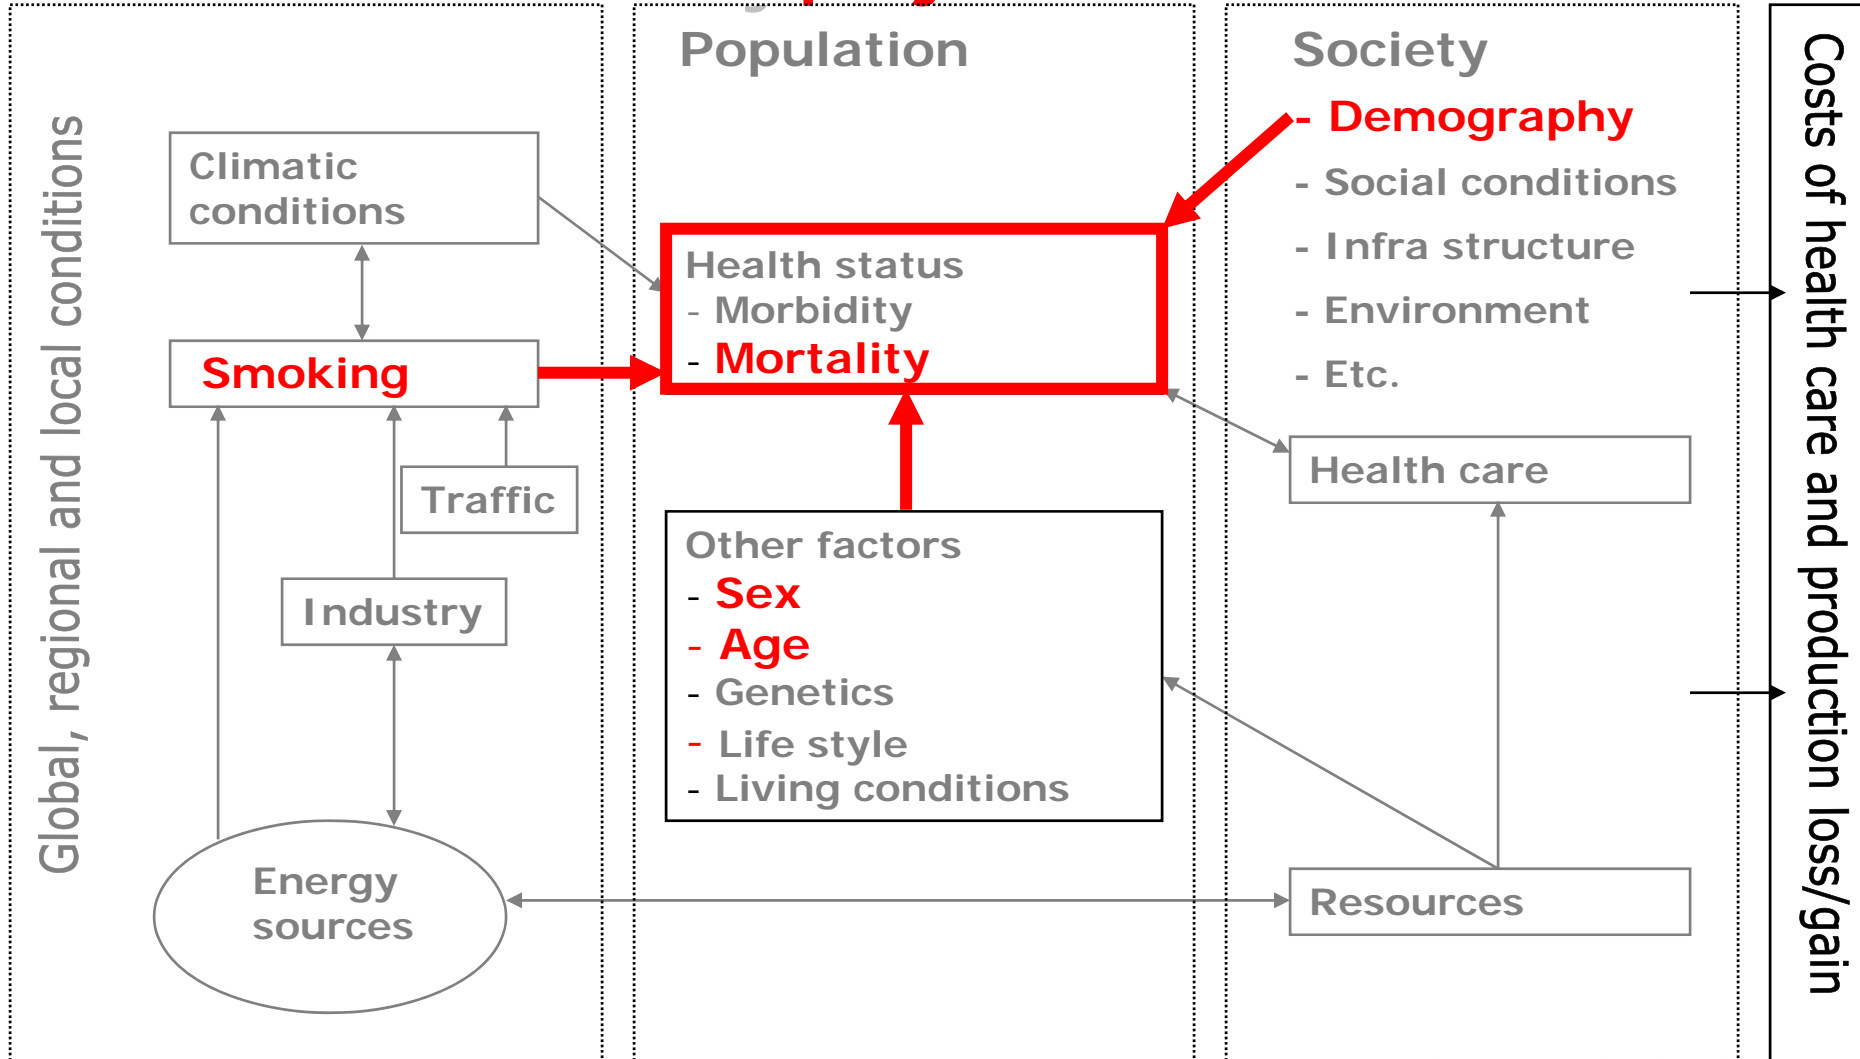 Global, regional and local conditions
Climatic
conditions
Smoking
Traffic
Industry
Energy
sources
Population
Health status
- Morbidity
- Mortality
Other factors
- Sex
- Age
- Genetics
- Life style
- Living conditions
Society
- Demography
- Social conditions
- Infra structure
- Environment
- Etc.
Health care
Resources
Costs of health care and production loss/gain